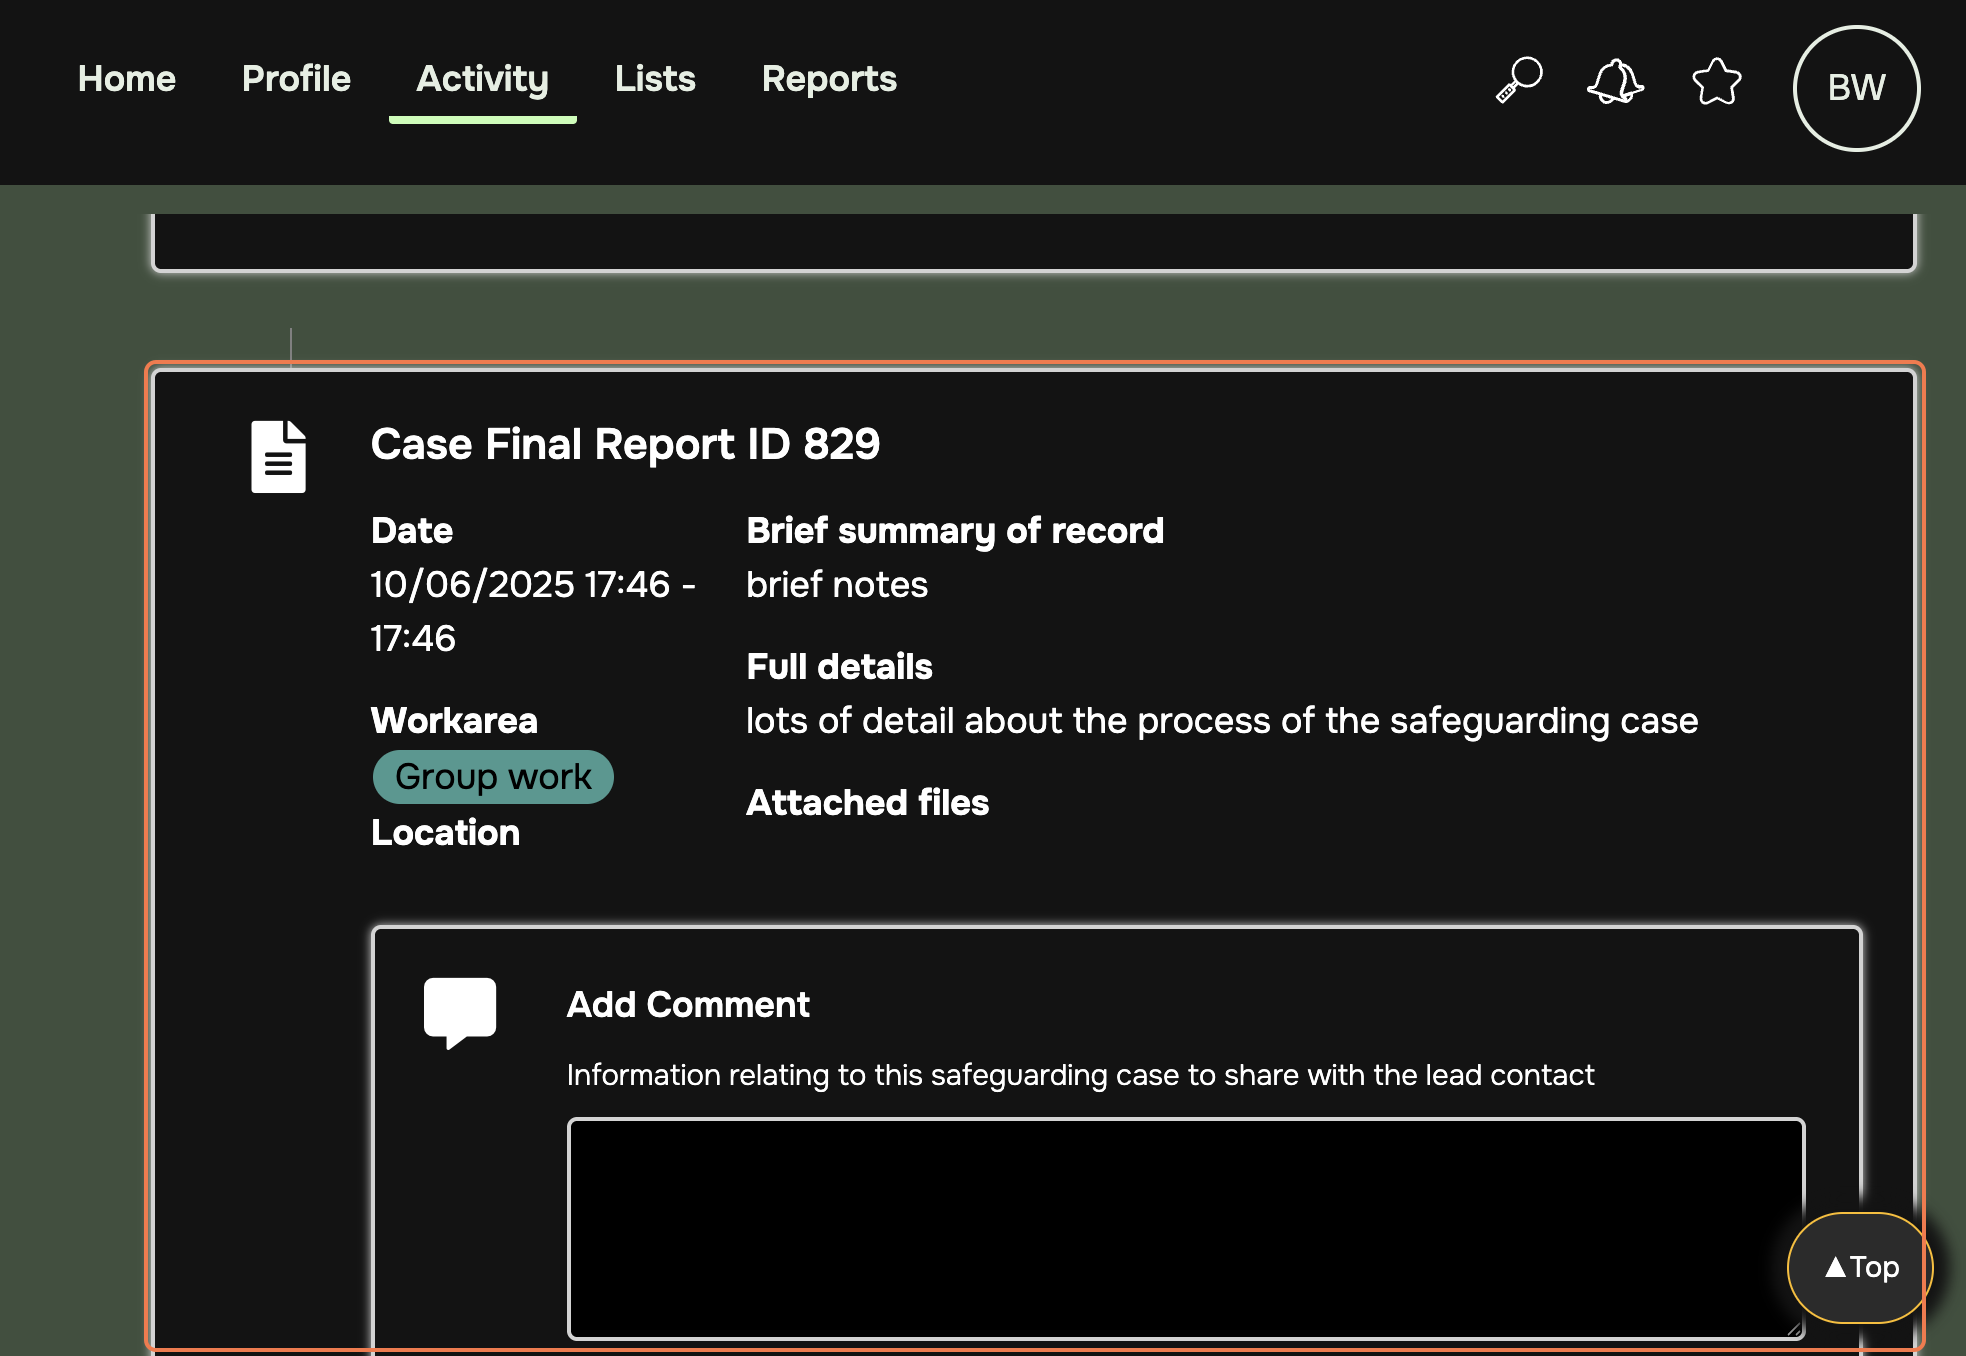 Home Profile Activity Lists Reports
BW
Case Final Report ID 829
Date
10/06/2025 17:46 -
17:46
Workarea
Group work
Location
Brief summary of record
brief notes
Full details
lots of detail about the process of the safeguarding case
Attached files
Add Comment
Information relating to this safeguarding case to share with the lead contact
▲Top